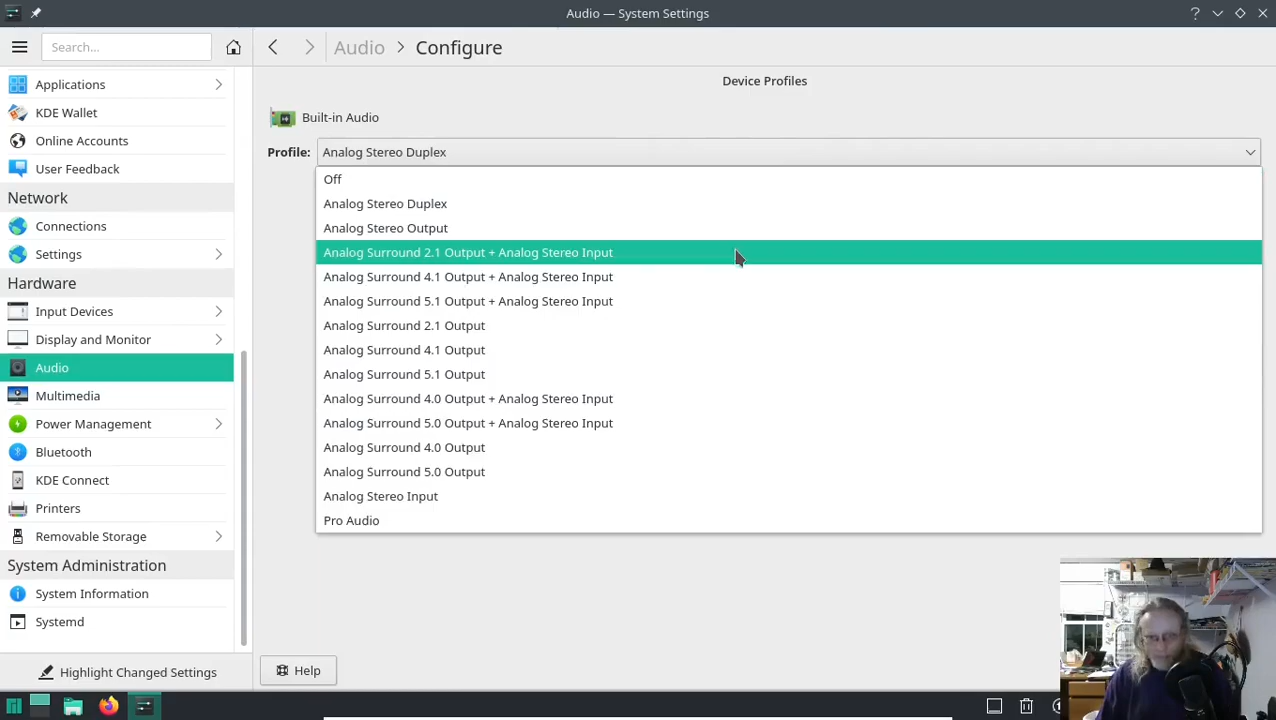 Audio — System Settings
Search...
Audio > Configure
Applications
KDE Wallet
Online Accounts
User Feedback
Network
Connections
Settings
Hardware
Input Devices
Display and Monitor
Audio
Multimedia
Power Management
Bluetooth
KDE Connect
Printers
Removable Storage
System Administration
System Information
Systemd
Highlight Changed Settings
Device Profiles
Built-in Audio
Profile: Analog Stereo Duplex
Off
Analog Stereo Duplex
Analog Stereo Output
Analog Surround 2.1 Output + Analog Stereo Input
Analog Surround 4.1 Output + Analog Stereo Input
Analog Surround 5.1 Output + Analog Stereo Input
Analog Surround 2.1 Output
Analog Surround 4.1 Output
Analog Surround 5.1 Output
Analog Surround 4.0 Output + Analog Stereo Input
Analog Surround 5.0 Output + Analog Stereo Input
Analog Surround 4.0 Output
Analog Surround 5.0 Output
Analog Stereo Input
Pro Audio
Help